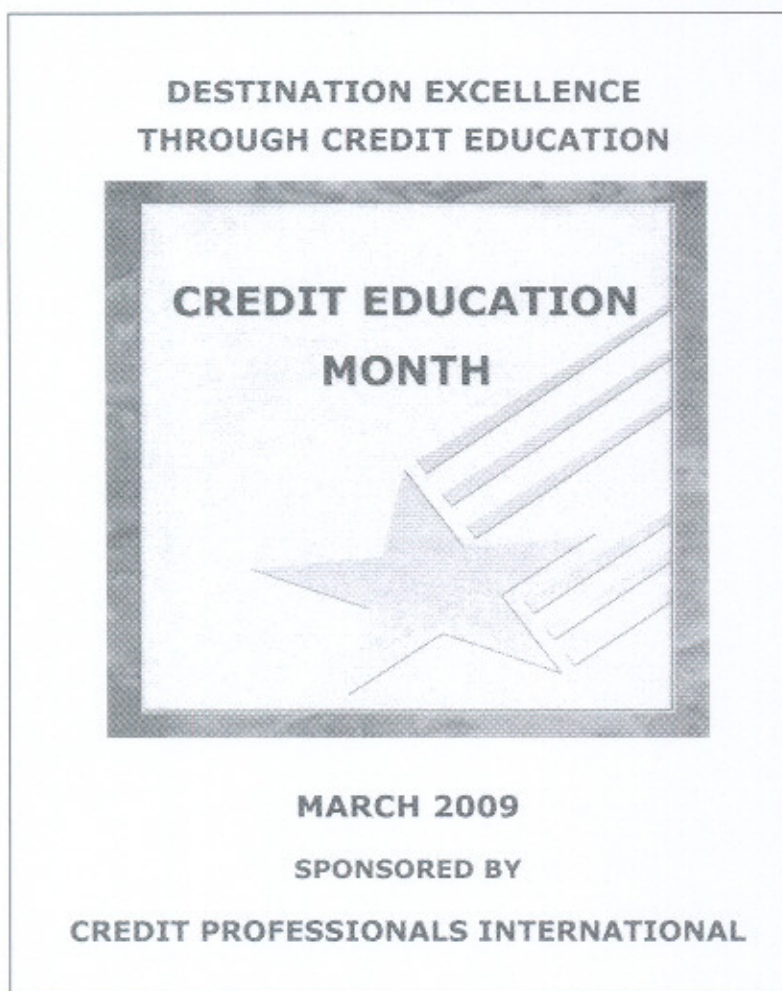 DESTINATION EXCELLENCE
THROUGH CREDIT EDUCATION
CREDIT EDUCATION
MONTH
MARCH 2009
SPONSORED BY
CREDIT PROFESSIONALS INTERNATIONAL